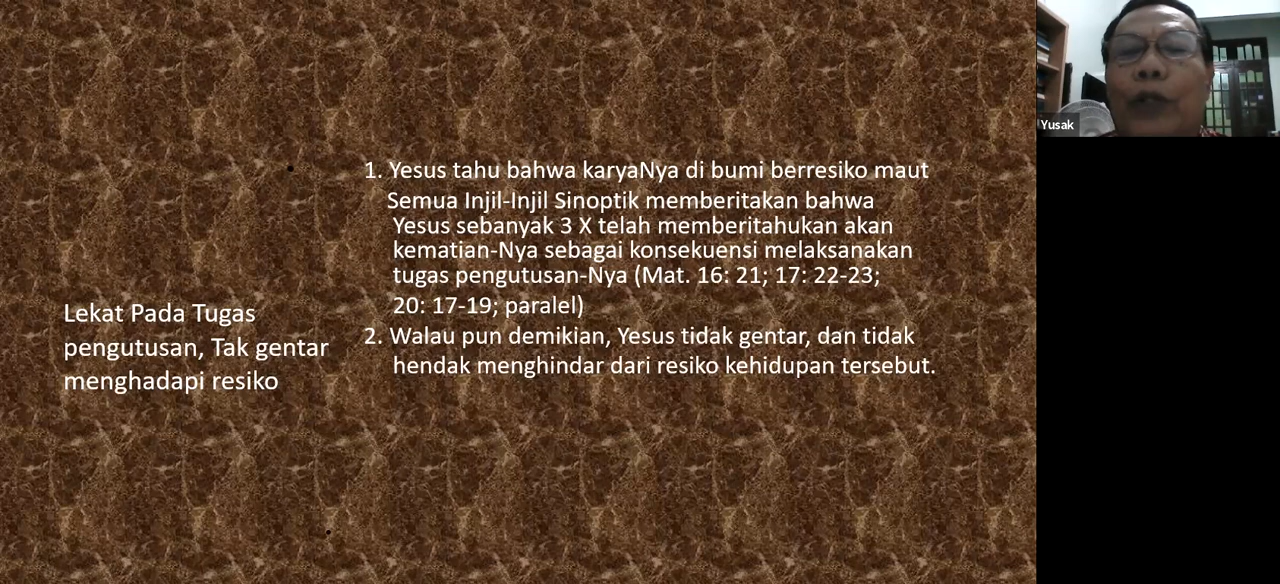 Lekat Pada Tugas
pengutusan, Tak gentar
menghadapi resiko
1. Yesus tahu bahwa karyaNya di bumi berresiko maut
Semua Injil-Injil Sinoptik memberitakan bahwa
Yesus sebanyak 3 X telah memberitahukan akan
kematian-Nya sebagai konsekuensi melaksanakan
tugas pengutusan-Nya (Mat. 16: 21; 17: 22-23;
20: 17-19; paralel)
2. Walau pun demikian, Yesus tidak gentar, dan tidak
hendak menghindar dari resiko kehidupan tersebut.
Yusak